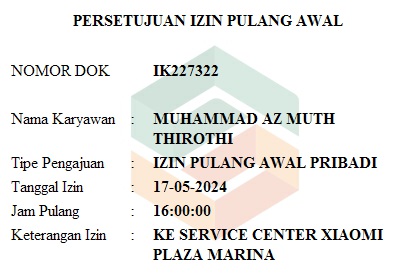 PERSETUJUAN IZIN PULANG AWAL
NOMOR DOK IK227322
Nama Karyawan : MUHAMMAD AZ MUTH
THIROTHI
Tipe Pengajuan : IZIN PULANG AWAL PRIBADI
Tanggal Izin : 17-05-2024
Jam Pulang : 16:00:00
Keterangan Izin : KE SERVICE CENTER XIAOMI
PLAZA MARINA